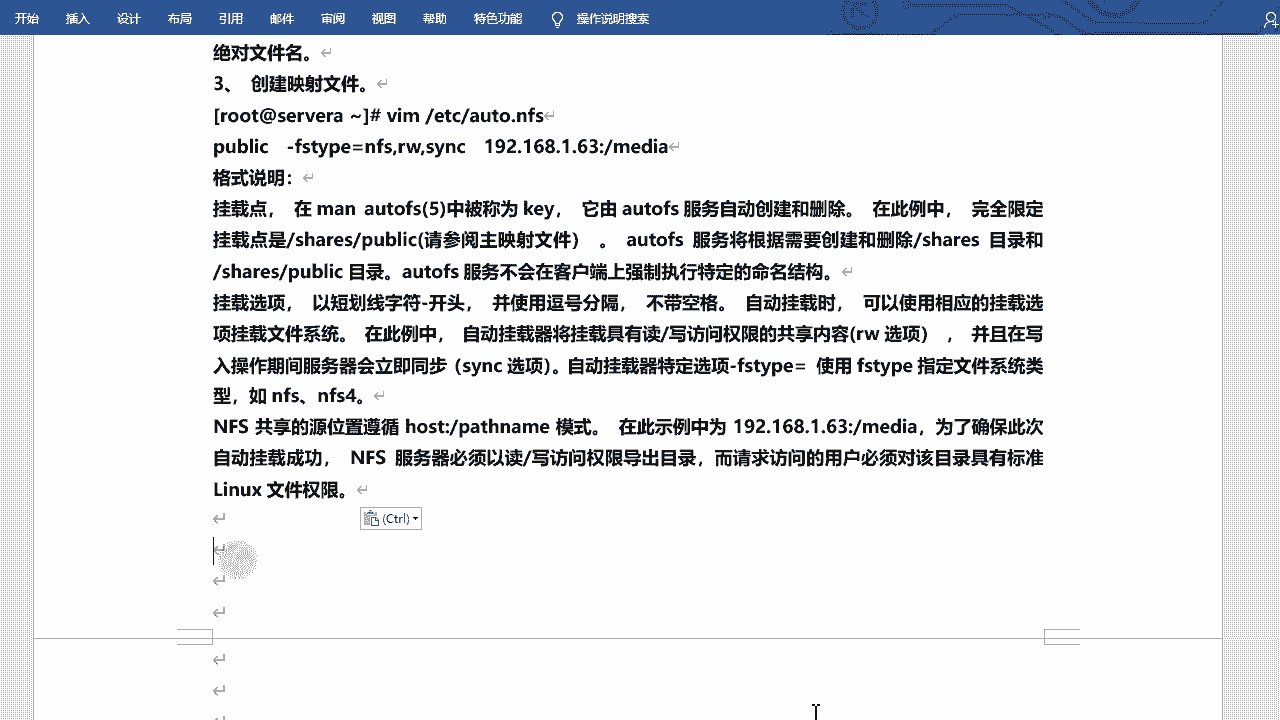 开始 插入 设计 布局 引用 邮件 审阅 视图 帮助 特色功能 操作说明搜索
绝对文件名。
3、 创建映射文件。
[root@servera ~]# vim /etc/auto.nfs
public -fstype=nfs,rw,sync 192.168.1.63:/media
格式说明：
挂载点， 在 man autofs(5)中被称为 key， 它由 autofs 服务自动创建和删除。 在此例中， 完全限定
挂载点是/shares/public(请参阅主映射文件） 。 autofs 服务将根据需要创建和删除/shares 目录和
/shares/public 目录。autofs 服务不会在客户端上强制执行特定的命名结构。
挂载选项， 以短划线字符-开头， 并使用逗号分隔， 不带空格。 自动挂载时， 可以使用相应的挂载选
项挂载文件系统。 在此例中， 自动挂载器将挂载具有读/写访问权限的共享内容(rw 选项） ， 并且在写
入操作期间服务器会立即同步（sync 选项）。自动挂载器特定选项-fstype= 使用 fstype 指定文件系统类
型，如 nfs、nfs4。
NFS 共享的源位置遵循 host:/pathname 模式。 在此示例中为 192.168.1.63:/media，为了确保此次
自动挂载成功， NFS 服务器必须以读/写访问权限导出目录，而请求访问的用户必须对该目录具有标准
Linux 文件权限。
(Ctrl)